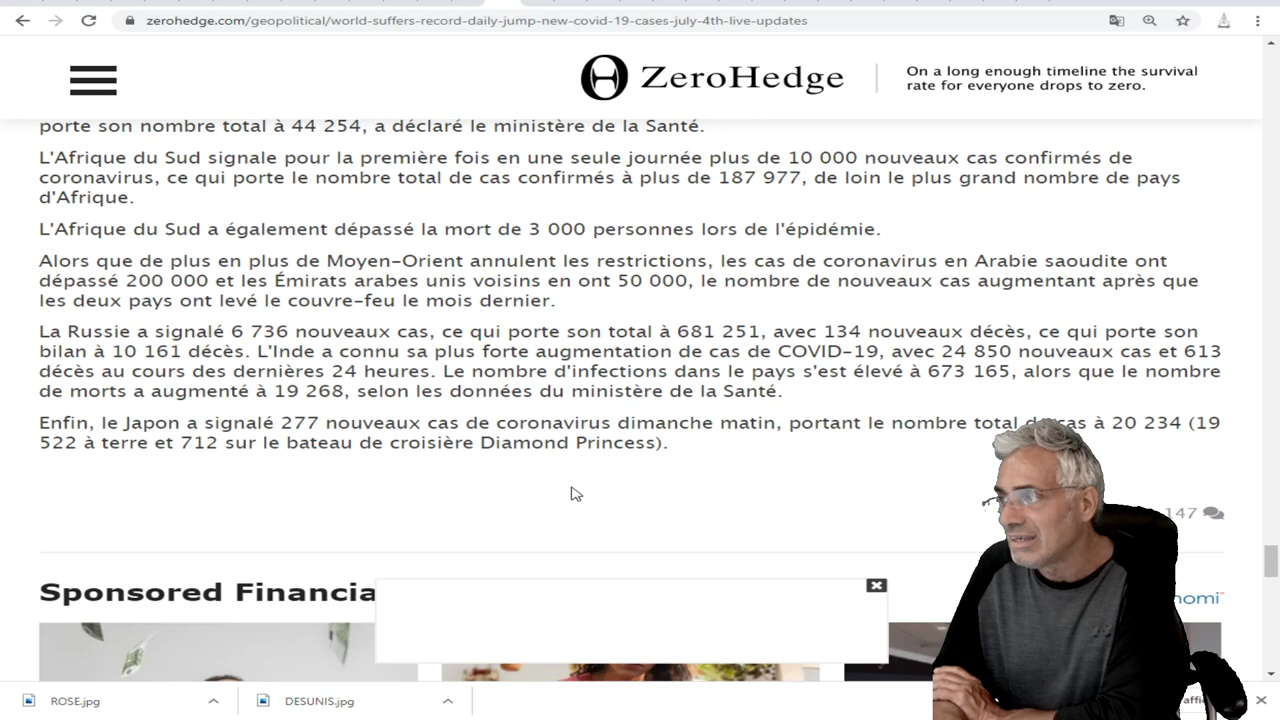 zerohedge.com/geopolitical/world-suffers-record-daily-jump-new-covid-19-cases-july-4th-live-updates
ZeroHedge
On a long enough timeline the survival
rate for everyone drops to zero.
porte son nombre total à 44 254, a déclaré le ministère de la Santé.
L'Afrique du Sud signale pour la première fois en une seule journée plus de 10 000 nouveaux cas confirmés de
coronavirus, ce qui porte le nombre total de cas confirmés à plus de 187 977, de loin le plus grand nombre de pays
d'Afrique.
L'Afrique du Sud a également dépassé la mort de 3 000 personnes lors de l'épidémie.
Alors que de plus en plus de Moyen-Orient annulent les restrictions, les cas de coronavirus en Arabie saoudite ont
dépassé 200 000 et les Émirats arabes unis voisins en ont 50 000, le nombre de nouveaux cas augmentant après que
les deux pays ont levé le couvre-feu le mois dernier.
La Russie a signalé 6 736 nouveaux cas, ce qui porte son total à 681 251, avec 134 nouveaux décès, ce qui porte son
bilan à 10 161 décès. L'Inde a connu sa plus forte augmentation de cas de COVID-19, avec 24 850 nouveaux cas et 613
décès au cours des dernières 24 heures. Le nombre d'infections dans le pays s'est élevé à 673 165, alors que le nombre
de morts a augmenté à 19 268, selon les données du ministère de la Santé.
Enfin, le Japon a signalé 277 nouveaux cas de coronavirus dimanche matin, portant le nombre total de cas à 20 234 (19
522 à terre et 712 sur le bateau de croisière Diamond Princess).
147
Sponsored Financia
nomi
ROSE.jpg
DESUNIS.jpg